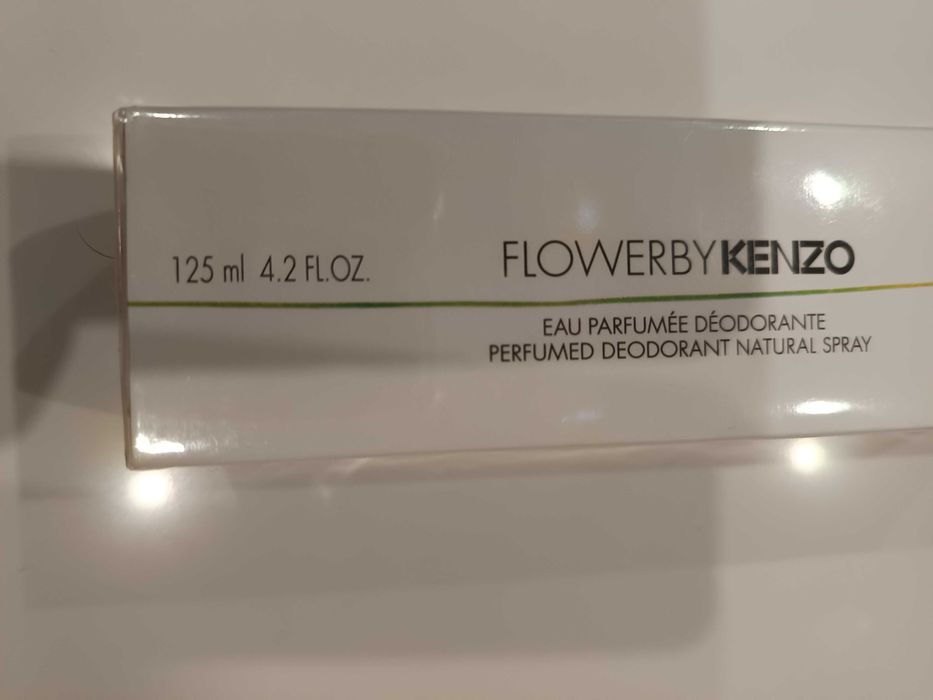 125 ml 4.2 FL.OZ.
FLOWERBYKENZO
EAU PARFUMÉE DÉODORANTE
PERFUMED DEODORANT NATURAL SPRAY